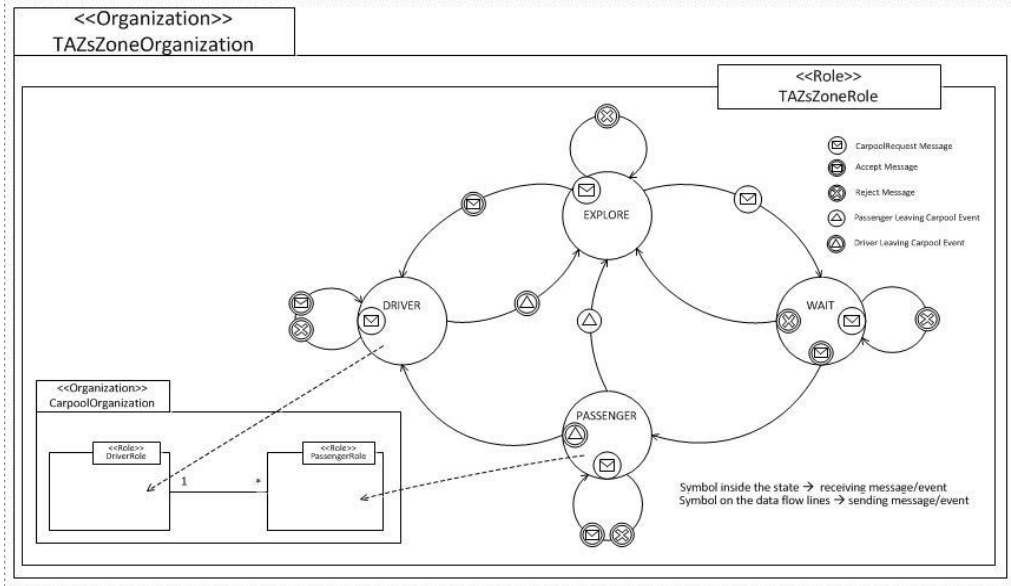 <<Organization>>
TAZsZoneOrganization
<<Role>>
TAZsZoneRole
CarpoolRequest Message
Accept Message
Reject Message
Passenger Leaving Carpool Event
Driver Leaving Carpool Event
EXPLORE
DRIVER
WAIT
PASSENGER
<<Organization>>
CarpoolOrganization
<<Role>>
DriverRole
<<Role>>
PassengerRole
1
*
Symbol inside the state → receiving message/event
Symbol on the data flow lines → sending message/event